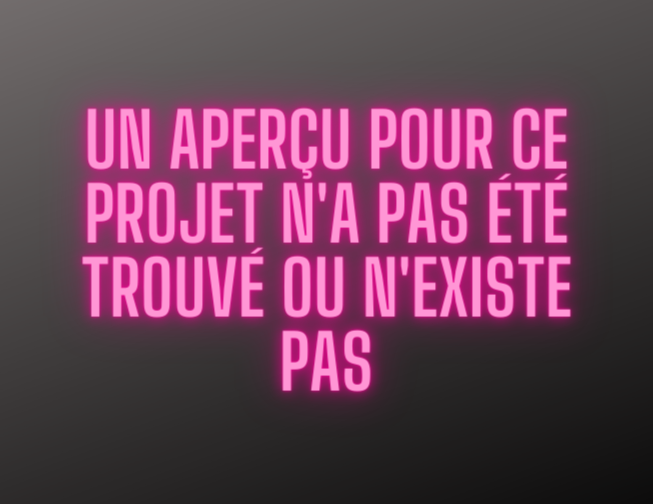 UN APERÇU POUR CE
PROJET N'A PAS ÉTÉ
TROUVÉ OU N'EXISTE
PAS